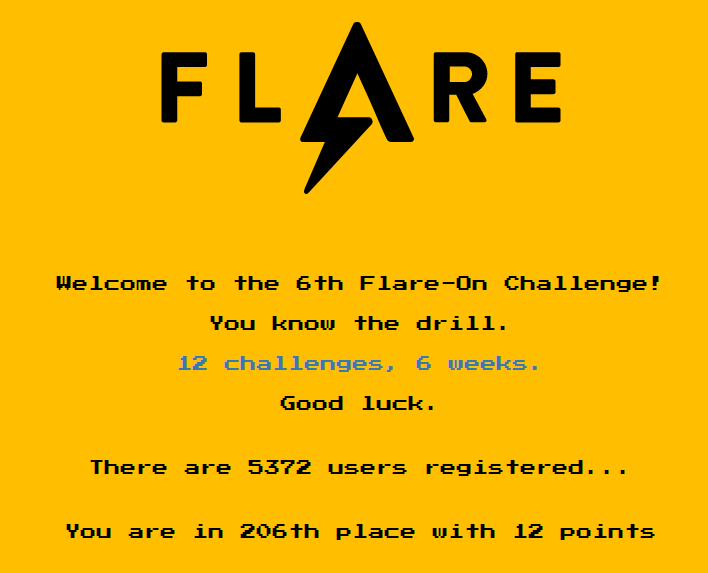 FLARE
Welcome to the 6th Flare-On Challenge!
You know the drill.
12 challenges, 6 weeks.
Good luck.
There are 5372 users registered...
You are in 206th place with 12 points